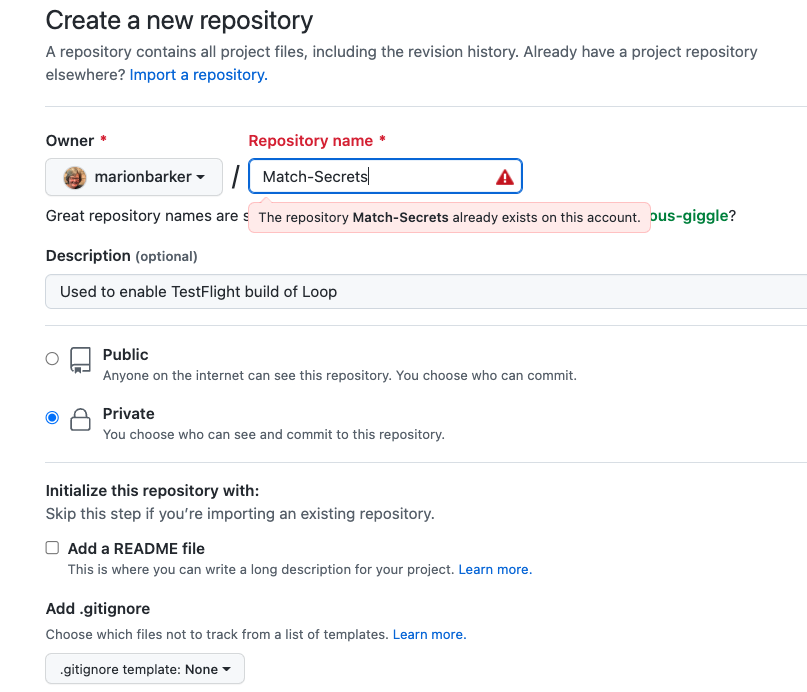 Create a new repository
A repository contains all project files, including the revision history. Already have a project repository
elsewhere? Import a repository.
Owner *
Repository name *
marionbarker
/
Match-Secrets
Great repository names are s
ous-giggle?
The repository Match-Secrets already exists on this account.
Description (optional)
Used to enable TestFlight build of Loop
Public
Anyone on the internet can see this repository. You choose who can commit.
Private
You choose who can see and commit to this repository.
Initialize this repository with:
Skip this step if you’re importing an existing repository.
Add a README file
This is where you can write a long description for your project. Learn more.
Add .gitignore
Choose which files not to track from a list of templates. Learn more.
.gitignore template: None